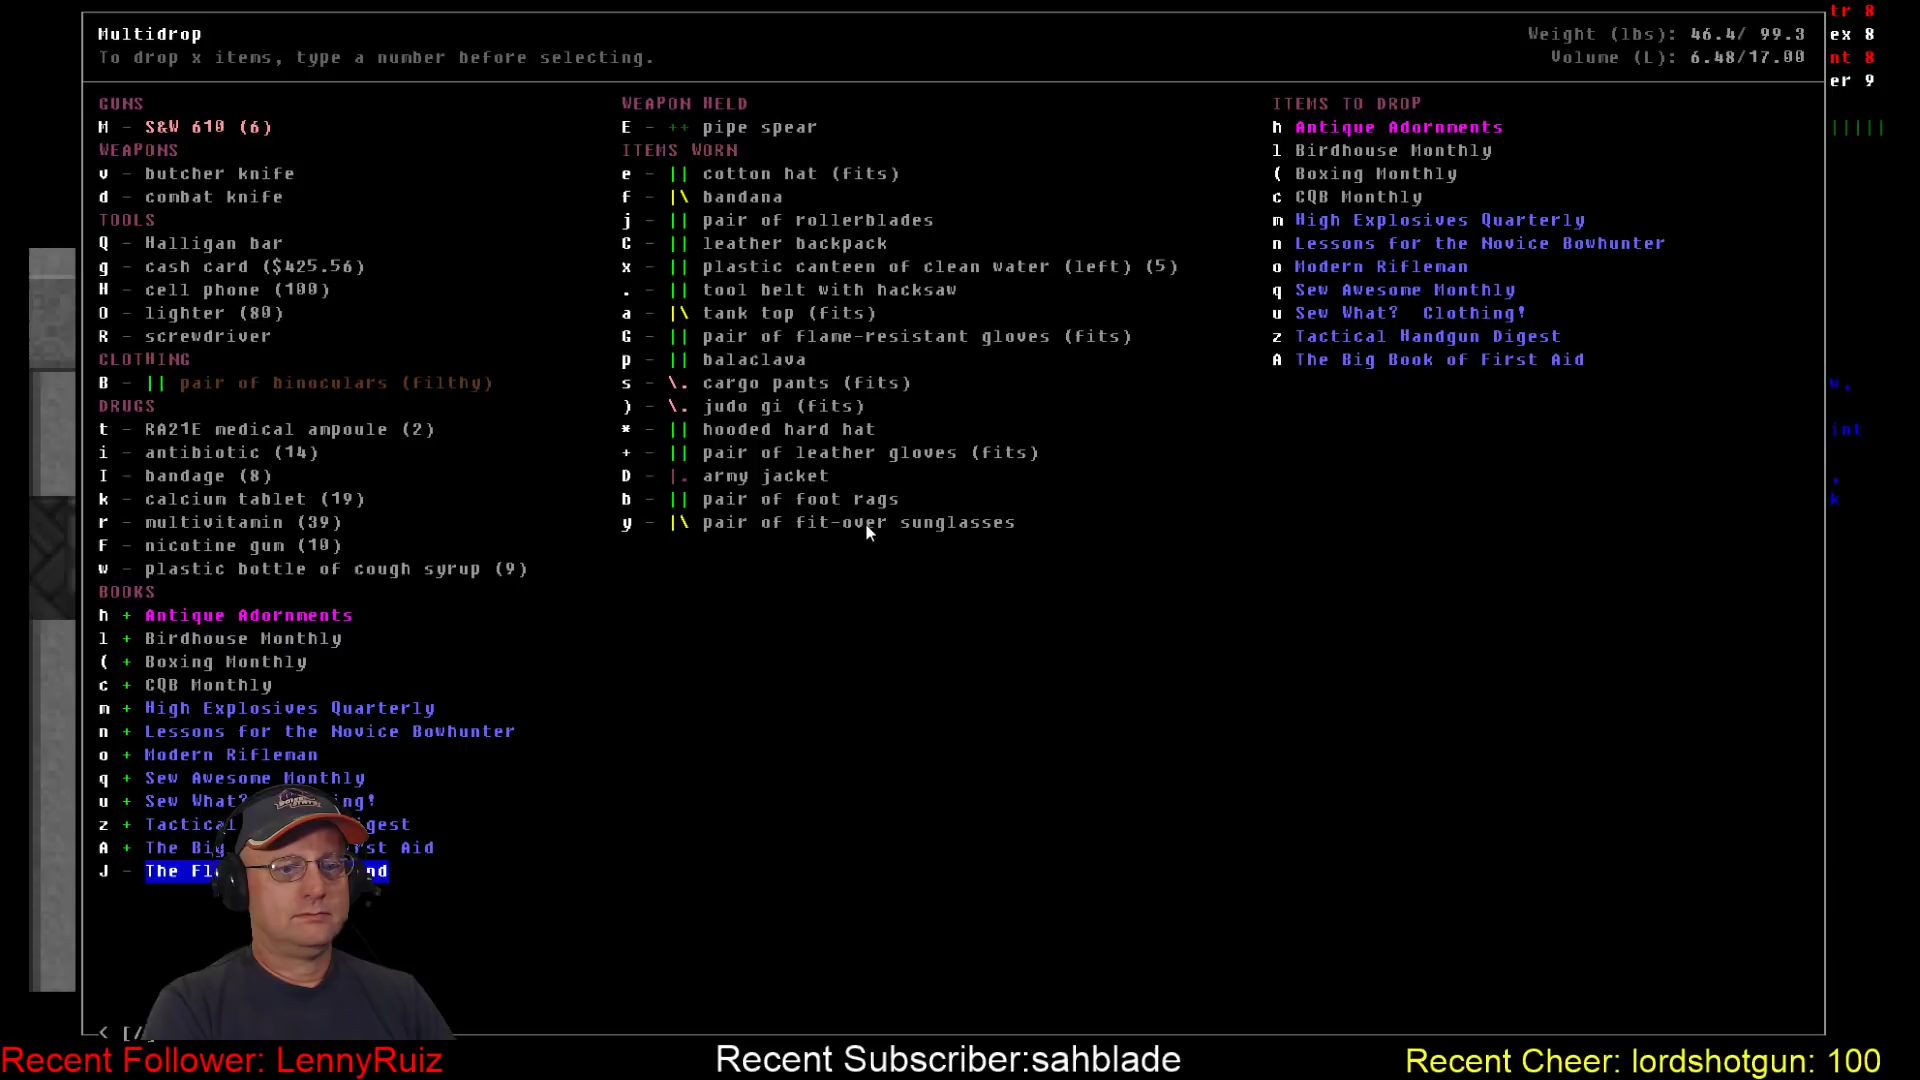 Multidrop
To drop x items, type a number before selecting.
Weight (lbs): 46.4/ 99.3
Volume (L): 6.48/17.00
tr 8
ex 8
nt 8
er 9
GUNS
M - S&W 610 (6)
WEAPONS
v - butcher knife
d - combat knife
TOOLS
Q - Halligan bar
g - cash card ($425.56)
H - cell phone (100)
O - lighter (80)
R - screwdriver
CLOTHING
B - || pair of binoculars (filthy)
DRUGS
t - RA21E medical ampoule (2)
i - antibiotic (14)
I - bandage (8)
k - calcium tablet (19)
r - multivitamin (39)
F - nicotine gum (10)
w - plastic bottle of cough syrup (9)
BOOKS
h + Antique Adornments
l + Birdhouse Monthly
( + Boxing Monthly
c + CQB Monthly
m + High Explosives Quarterly
n + Lessons for the Novice Bowhunter
o + Modern Rifleman
q + Sew Awesome Monthly
u + Sew What? ing!
z + Tactical gest
A + The Big rst Aid
J - The Fl nd
WEAPON HELD
E - ++ pipe spear
ITEMS WORN
e - || cotton hat (fits)
f - |\ bandana
j - || pair of rollerblades
C - || leather backpack
x - || plastic canteen of clean water (left) (5)
. - || tool belt with hacksaw
a - |\ tank top (fits)
G - || pair of flame-resistant gloves (fits)
p - || balaclava
s - \. cargo pants (fits)
) - \. judo gi (fits)
* - || hooded hard hat
+ - || pair of leather gloves (fits)
D - |. army jacket
b - || pair of foot rags
y - |\ pair of fit-over sunglasses
ITEMS TO DROP
h Antique Adornments
l Birdhouse Monthly
( Boxing Monthly
c CQB Monthly
m High Explosives Quarterly
n Lessons for the Novice Bowhunter
o Modern Rifleman
q Sew Awesome Monthly
u Sew What? Clothing!
z Tactical Handgun Digest
A The Big Book of First Aid
|||||
w.
int
.
k
< [/
Recent Follower: LennyRuiz
Recent Subscriber:sahblade
Recent Cheer: lordshotgun: 100